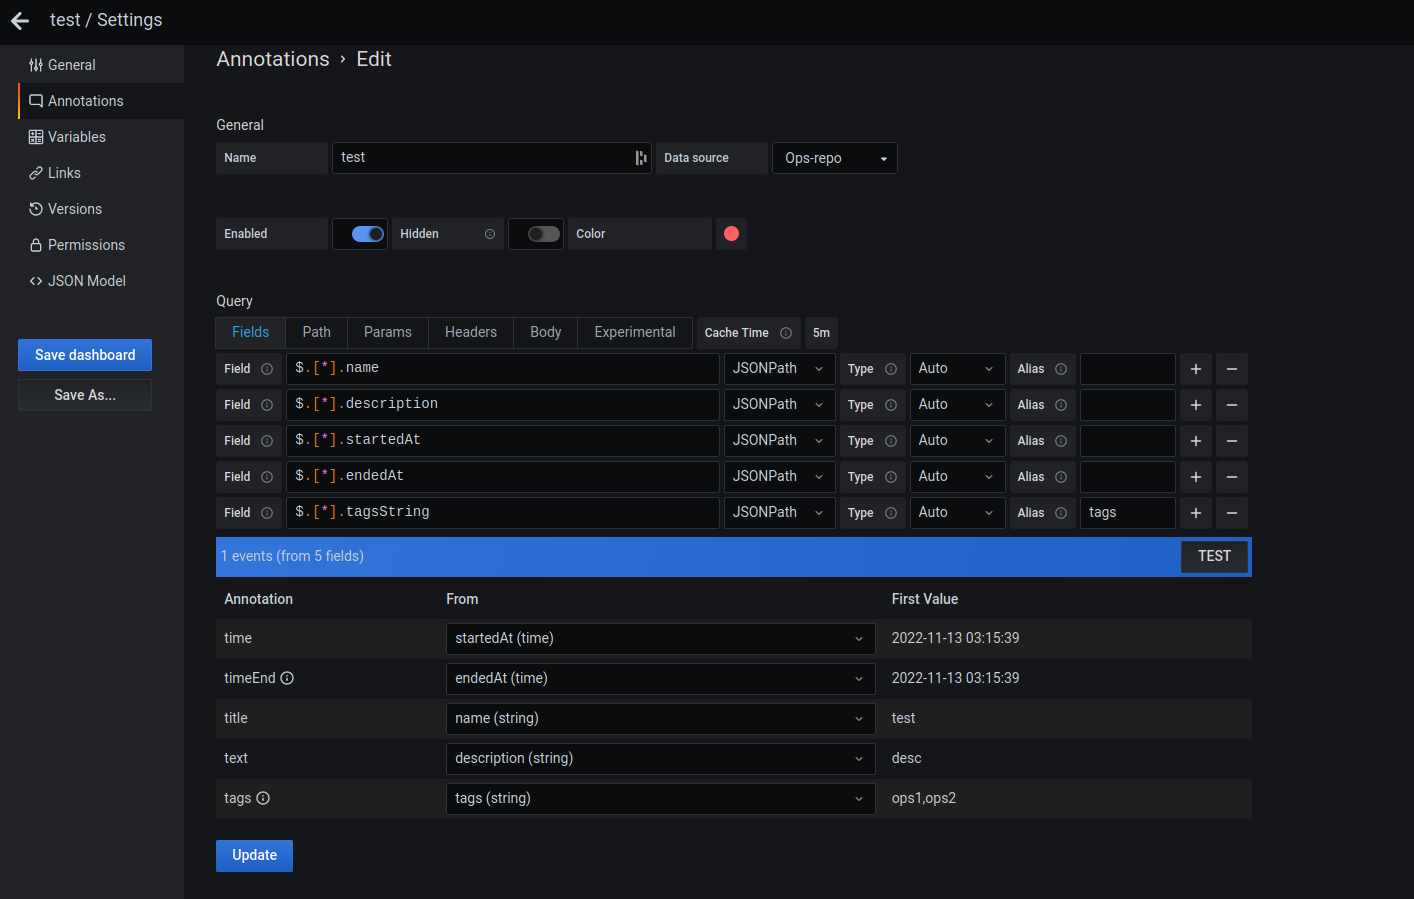 test / Settings
General
Annotations
Variables
Links
Versions
Permissions
JSON Model
Save dashboard
Save As...
Annotations › Edit
General
Name test Data source Ops-repo
Enabled Hidden Color
Query
Fields Path Params Headers Body Experimental Cache Time 5m
Field $.[*].name JSONPath Type Auto Alias + −
Field $.[*].description JSONPath Type Auto Alias + −
Field $.[*].startedAt JSONPath Type Auto Alias + −
Field $.[*].endedAt JSONPath Type Auto Alias + −
Field $.[*].tagsString JSONPath Type Auto Alias tags + −
1 events (from 5 fields) TEST
Annotation From First Value
time startedAt (time) 2022-11-13 03:15:39
timeEnd endedAt (time) 2022-11-13 03:15:39
title name (string) test
text description (string) desc
tags tags (string) ops1,ops2
Update